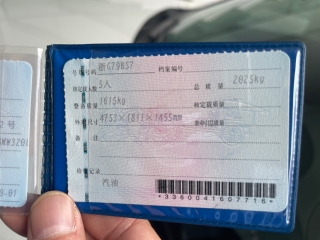 号牌号码 浙G79B57 档案编号
核定载人数 5人 总质量 2025kg
整备质量 1615kg 核定载质量
外廓尺寸 4753×1811×1455mm 准牵引总质量
备注
检验记录
汽油
*3360041607716*
号
9-01